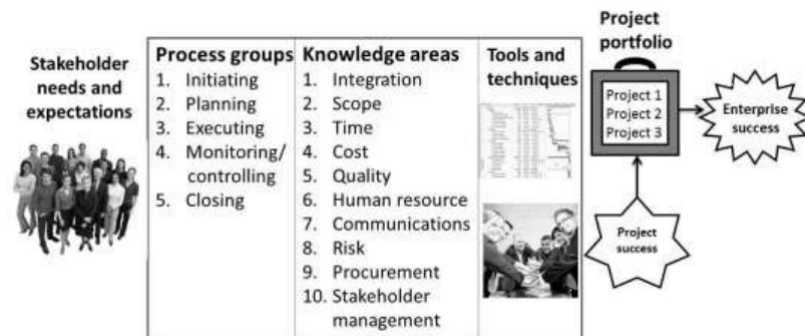 Stakeholder
needs and
expectations
Process groups
1. Initiating
2. Planning
3. Executing
4. Monitoring/
controlling
5. Closing
Knowledge areas
1. Integration
2. Scope
3. Time
4. Cost
5. Quality
6. Human resource
7. Communications
8. Risk
9. Procurement
10. Stakeholder
management
Tools and
techniques
Project
portfolio
Project 1
Project 2
Project 3
Enterprise
success
Project
success